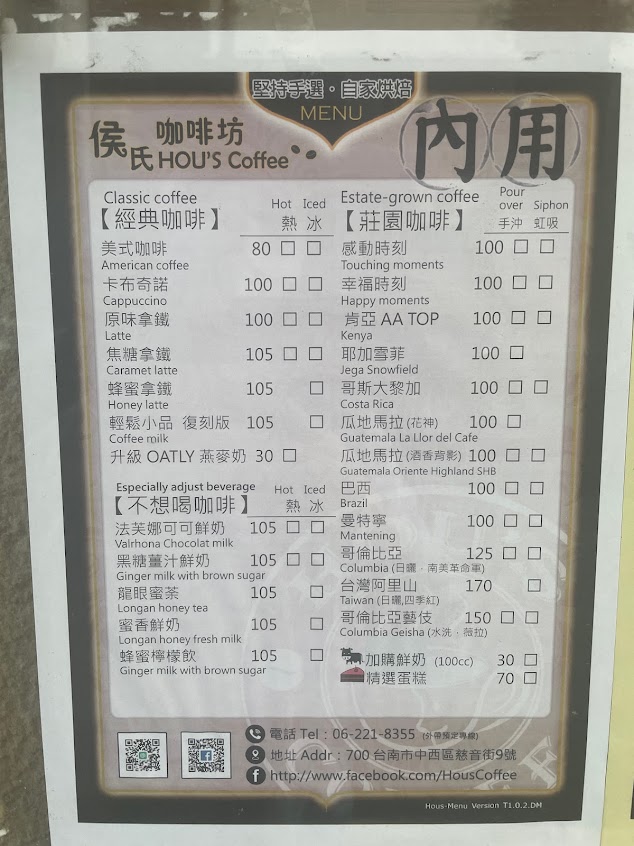 堅持手選・自家烘焙
MENU
侯氏 咖啡坊
HOU'S Coffee
內用
Classic coffee
【經典咖啡】
Hot Iced
熱 冰
美式咖啡 80 □ □
American coffee
卡布奇諾 100 □ □
Cappuccino
原味拿鐵 100 □ □
Latte
焦糖拿鐵 105 □ □
Caramet latte
蜂蜜拿鐵 105 □
Honey latte
輕鬆小品 復刻版 105 □
Coffee milk
升級 OATLY 燕麥奶 30 □
Especially adjust beverage
【不想喝咖啡】
Hot Iced
熱 冰
法芙娜可可鮮奶 105 □ □
Valrhona Chocolat milk
黑糖薑汁鮮奶 105 □ □
Ginger milk with brown sugar
龍眼蜜茶 105 □
Longan honey tea
蜜香鮮奶 105 □
Longan honey fresh milk
蜂蜜檸檬飲 105 □
Ginger milk with brown sugar
Estate-grown coffee
【莊園咖啡】
Pour over Siphon
手沖 虹吸
感動時刻 100 □ □
Touching moments
幸福時刻 100 □ □
Happy moments
肯亞 AA TOP 100 □ □
Kenya
耶加雪菲 100 □
Jega Snowfield
哥斯大黎加 100 □ □
Costa Rica
瓜地馬拉 (花神) 100 □
Guatemala La Llor del Cafe
瓜地馬拉 (酒香背影) 100 □ □
Guatemala Oriente Highland SHB
巴西 100 □ □
Brazil
曼特寧 100 □ □
Mantening
哥倫比亞 125 □ □
Columbia (日曬．南美革命軍)
台灣阿里山 170 □
Taiwan (日曬,四季紅)
哥倫比亞藝伎 150 □ □
Columbia Geisha (水洗．薇拉)
加購鮮奶 (100cc) 30 □
精選蛋糕 70 □
電話 Tel：06-221-8355 (外帶預定專線)
地址 Addr：700 台南市中西區慈音街9號
http://www.facebook.com/HousCoffee
Hous-Menu Version T1.0.2.DM